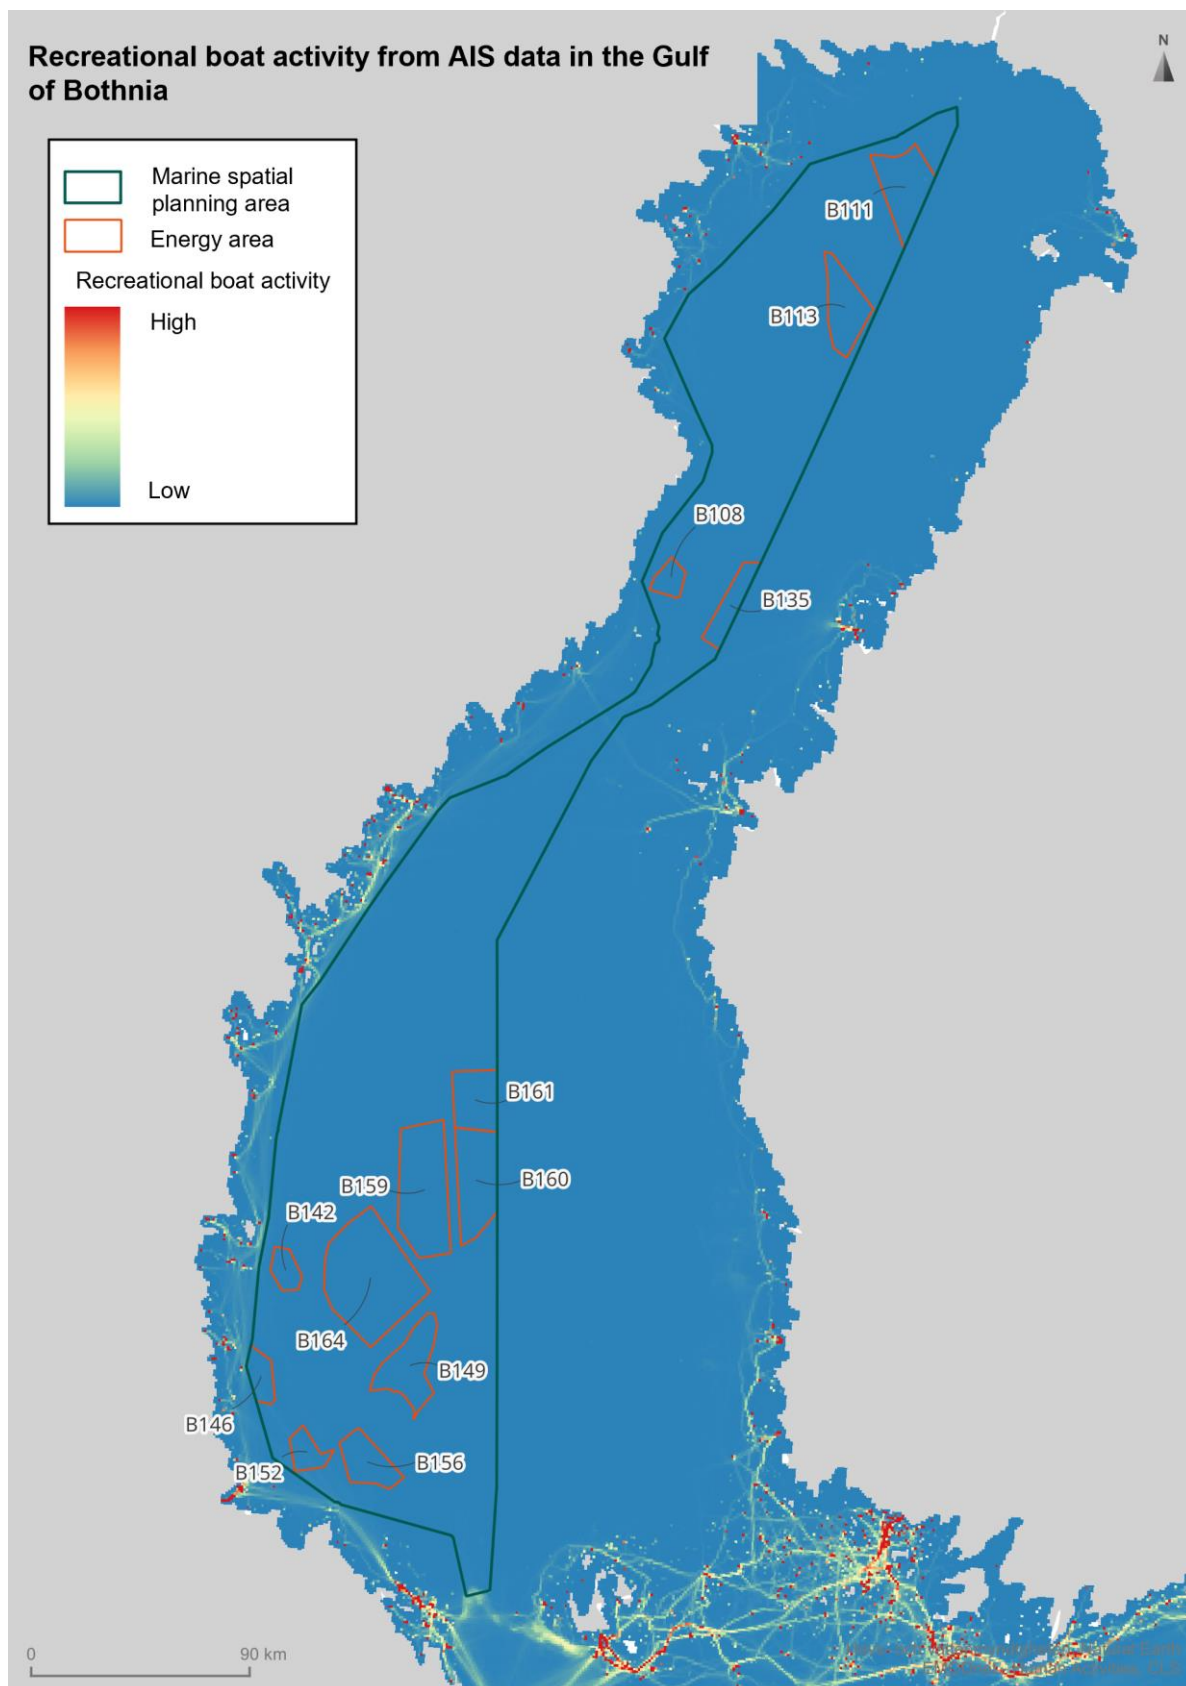 Recreational boat activity from AIS data in the Gulf
of Bothnia
N
Marine spatial
planning area
Energy area
Recreational boat activity
High
Low
B111
B113
B108
B135
B161
B159
B160
B142
B164
B149
B146
B152
B156
0
90 km
Earth